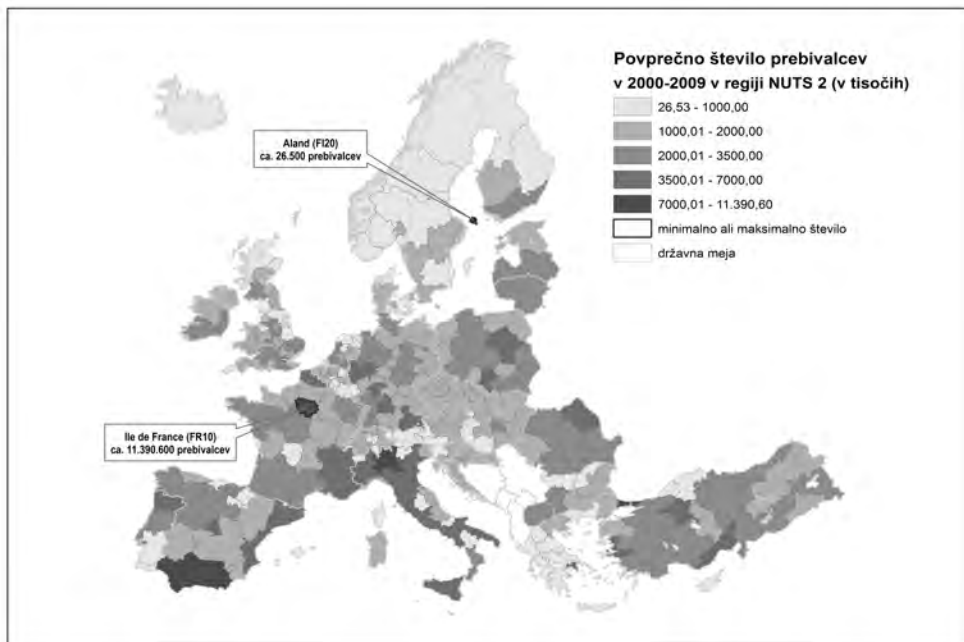 Povprečno število prebivalcev
v 2000-2009 v regiji NUTS 2 (v tisočih)
26,53 - 1000,00
1000,01 - 2000,00
2000,01 - 3500,00
3500,01 - 7000,00
7000,01 - 11.390,60
minimalno ali maksimalno število
državna meja
Aland (FI20)
ca. 26.500 prebivalcev
Ile de France (FR10)
ca. 11.390.600 prebivalcev